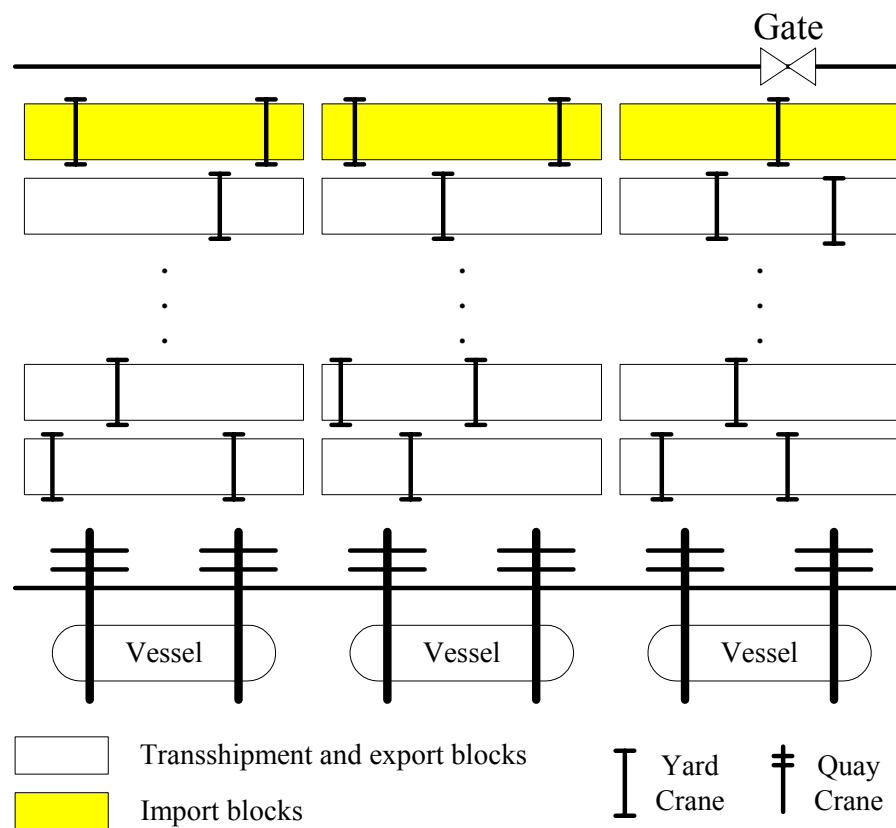 Gate
Vessel
Vessel
Vessel
Transshipment and export blocks
Import blocks
Yard
Crane
Quay
Crane